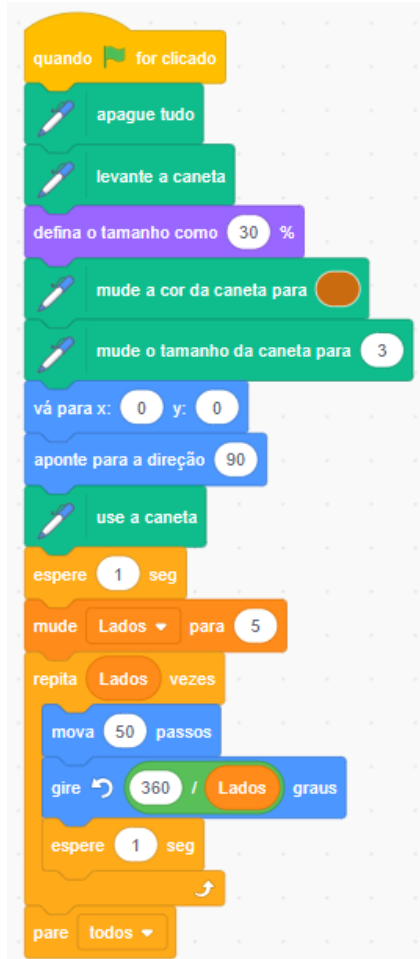 quando for clicado
apague tudo
levante a caneta
defina o tamanho como 30 %
mude a cor da caneta para
mude o tamanho da caneta para 3
vá para x: 0 y: 0
aponte para a direção 90
use a caneta
espere 1 seg
mude Lados para 5
repita Lados vezes
mova 50 passos
gire 360 / Lados graus
espere 1 seg
pare todos